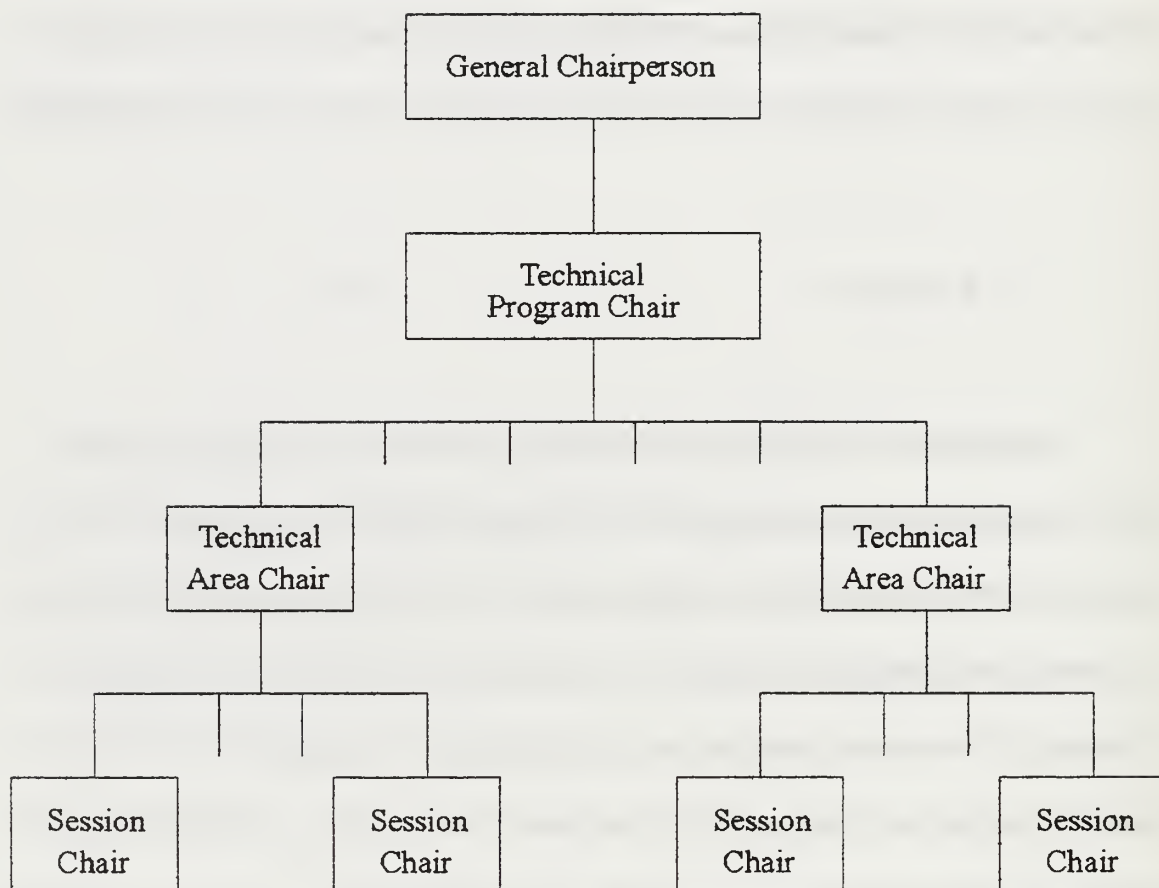 General Chairperson
Technical
Program Chair
Technical
Area Chair
Technical
Area Chair
Session
Chair
Session
Chair
Session
Chair
Session
Chair